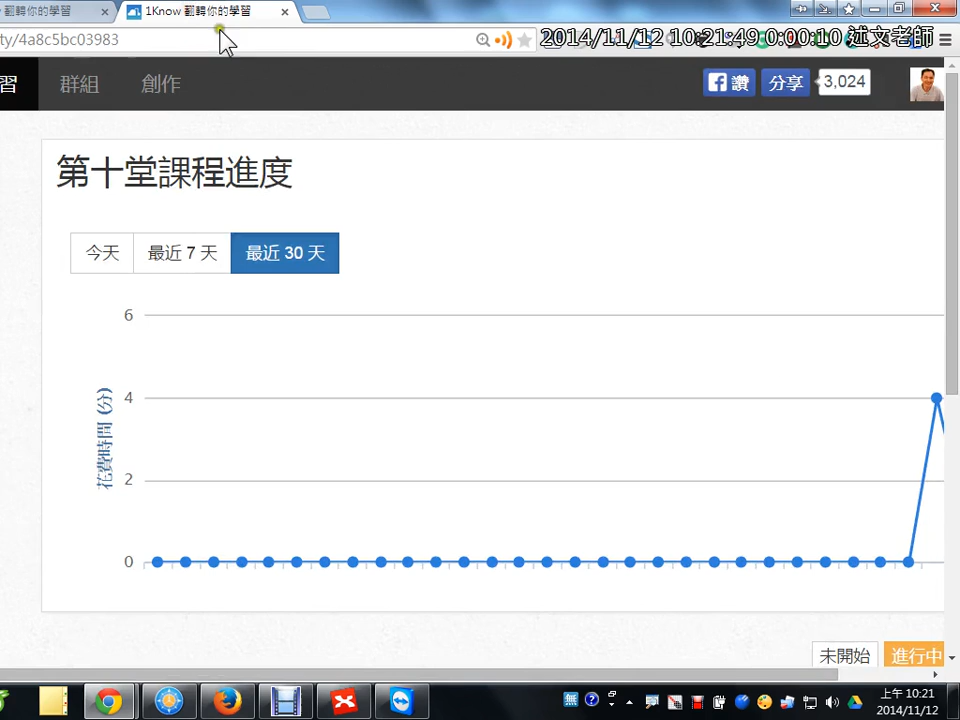 翻轉你的學習
1Know 翻轉你的學習
ty/4a8c5bc03983
2014/11/12 10:21:49 0:00:10 述文老師
習
群組
創作
讚
分享
3,024
第十堂課程進度
今天
最近 7 天
最近 30 天
花費時間 (分)
6
4
2
0
未開始
進行中
無
上午 10:21
2014/11/12